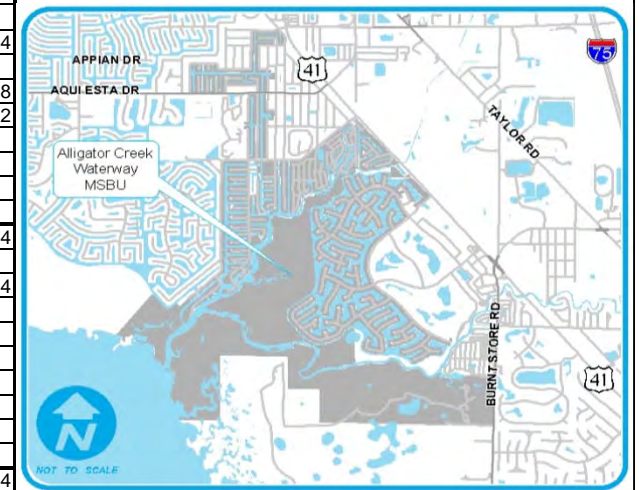 4
8
2
4
4
4
APPIAN DR
41
75
AQUI ESTA DR
TAYLOR RD
Alligator Creek
Waterway
MSBU
BURNT STORE RD
41
N
NOT TO SCALE